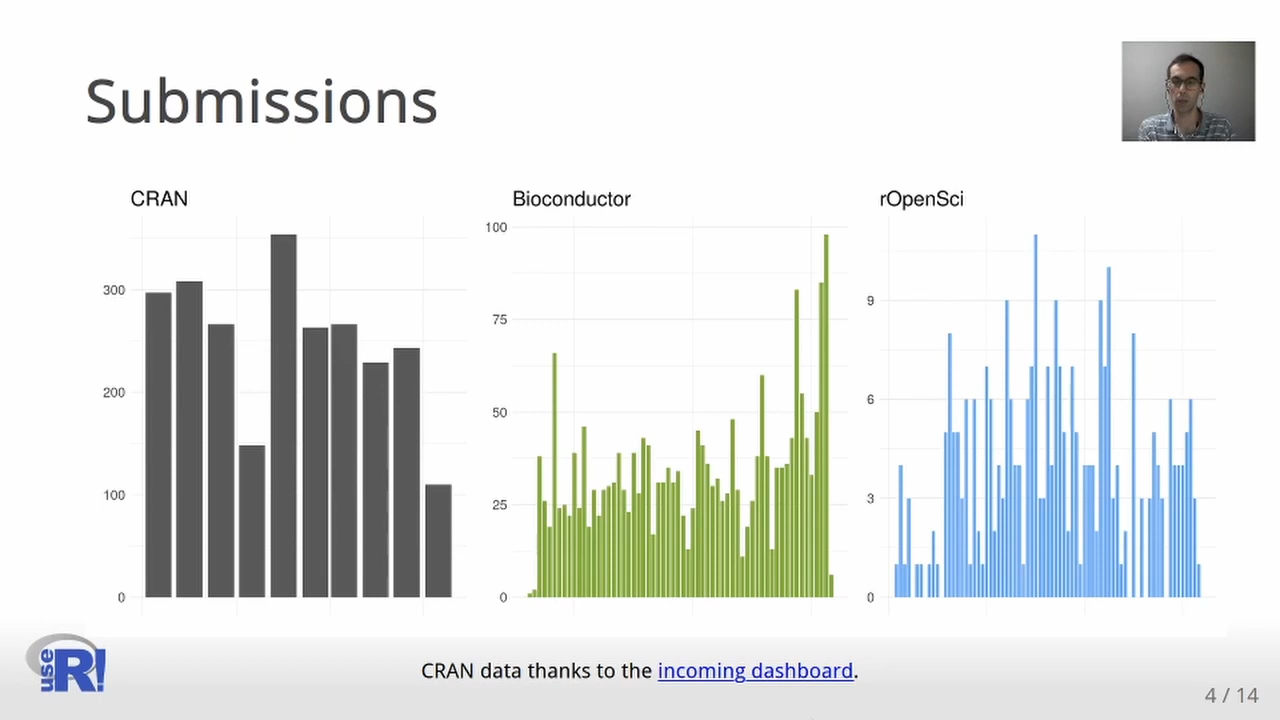 Submissions
CRAN
Bioconductor
rOpenSci
300
200
100
0
100
75
50
25
0
9
6
3
0
useR!
CRAN data thanks to the incoming dashboard.
4 / 14